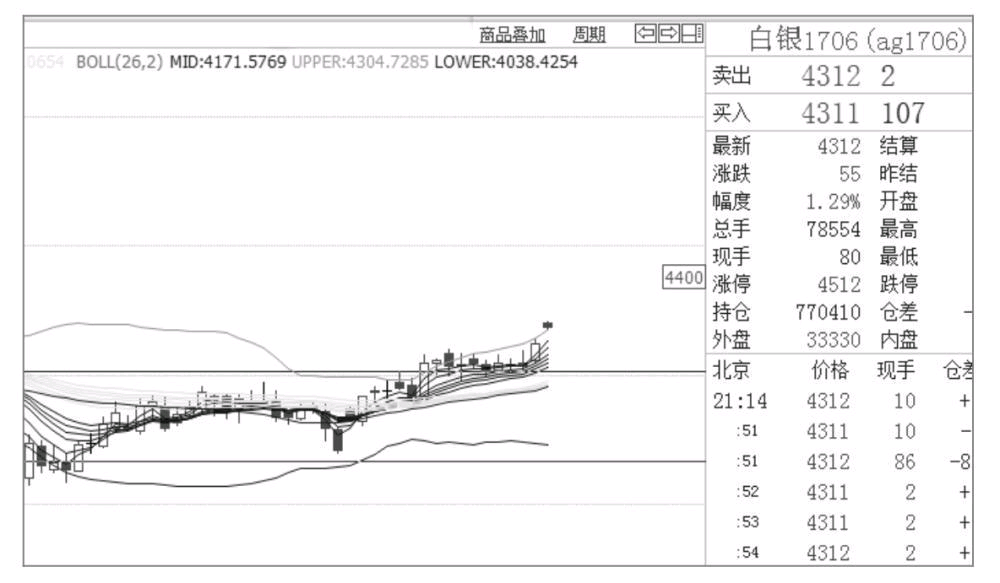 商品叠加 周期
白银1706 (ag1706)
0654 BOLL(26,2) MID:4171.5769 UPPER:4304.7285 LOWER:4038.4254
卖出 4312 2
买入 4311 107
最新 4312 结算
涨跌 55 昨结
幅度 1.29% 开盘
总手 78554 最高
现手 80 最低
4400
涨停 4512 跌停
持仓 770410 仓差 -
外盘 33330 内盘
北京 价格 现手 仓差
21:14 4312 10 +
:51 4311 10 -
:51 4312 86 -8
:52 4311 2 +
:53 4311 2 +
:54 4312 2 +